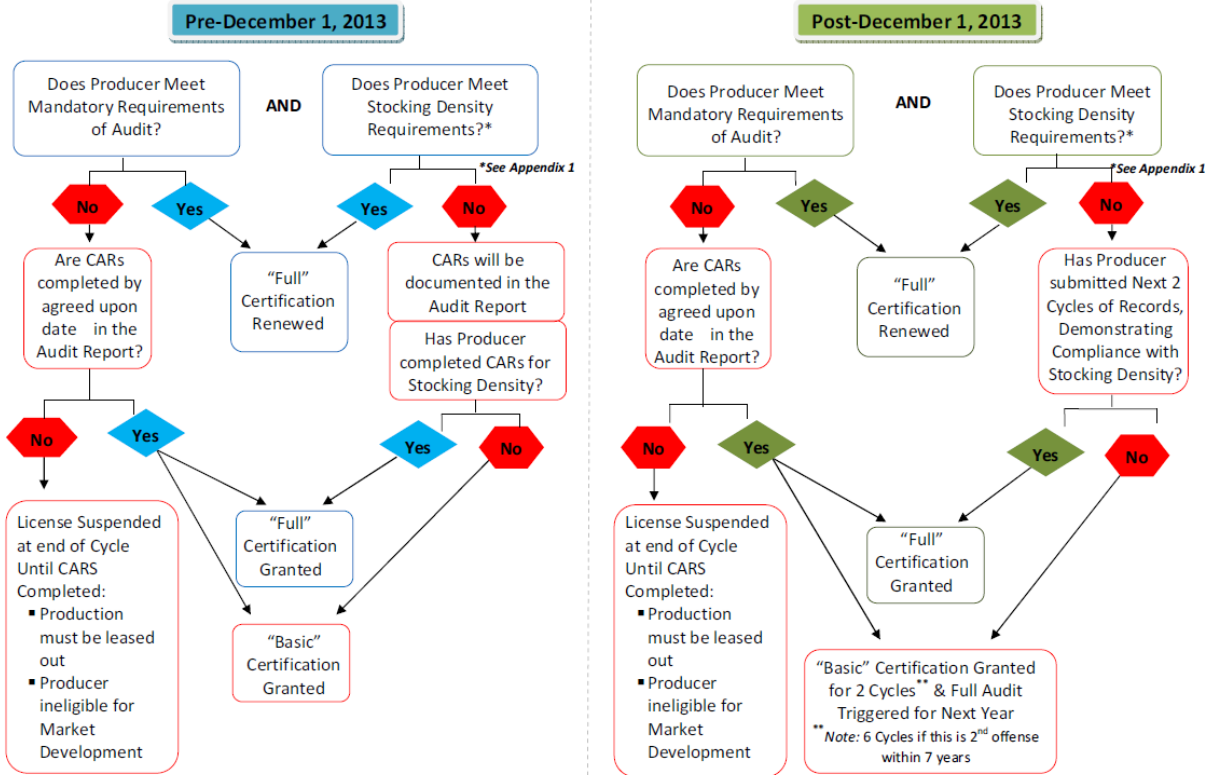 Pre-December 1, 2013
Does Producer Meet
Mandatory Requirements
of Audit?
AND
Does Producer Meet
Stocking Density
Requirements?*
*See Appendix 1
No
Yes
Yes
No
Are CARs
completed by
agreed upon
date in the
Audit Report?
"Full"
Certification
Renewed
CARs will be
documented in the
Audit Report
Has Producer
completed CARs for
Stocking Density?
No
Yes
Yes
No
License Suspended
at end of Cycle
Until CARS
Completed:
▪ Production
must be leased
out
▪ Producer
ineligible for
Market
Development
"Full"
Certification
Granted
"Basic"
Certification
Granted
Post-December 1, 2013
Does Producer Meet
Mandatory Requirements
of Audit?
AND
Does Producer Meet
Stocking Density
Requirements?*
*See Appendix 1
No
Yes
Yes
No
Are CARs
completed by
agreed upon
date in the
Audit Report?
"Full"
Certification
Renewed
Has Producer
submitted Next 2
Cycles of Records,
Demonstrating
Compliance with
Stocking Density?
No
Yes
Yes
No
License Suspended
at end of Cycle
Until CARS
Completed:
▪ Production
must be leased
out
▪ Producer
ineligible for
Market
Development
"Full"
Certification
Granted
"Basic" Certification Granted
for 2 Cycles** & Full Audit
Triggered for Next Year
**Note: 6 Cycles if this is 2nd offense
within 7 years